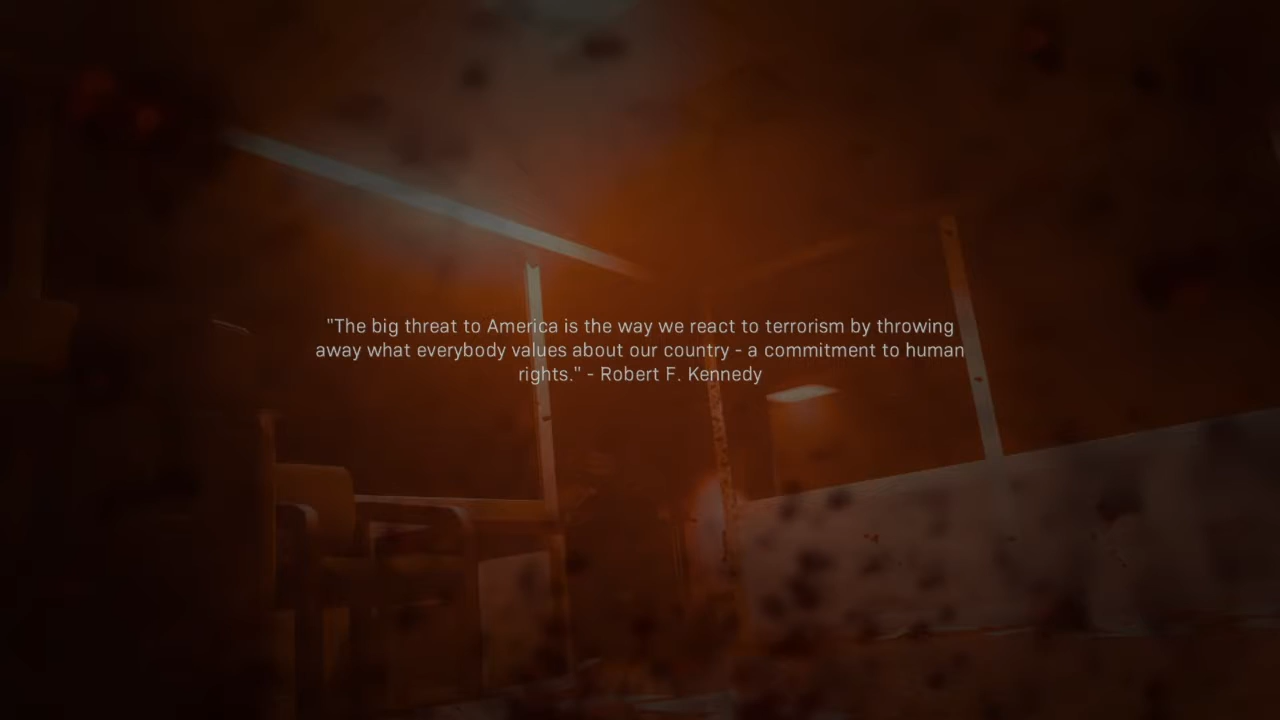 "The big threat to America is the way we react to terrorism by throwing
away what everybody values about our country - a commitment to human
rights." - Robert F. Kennedy